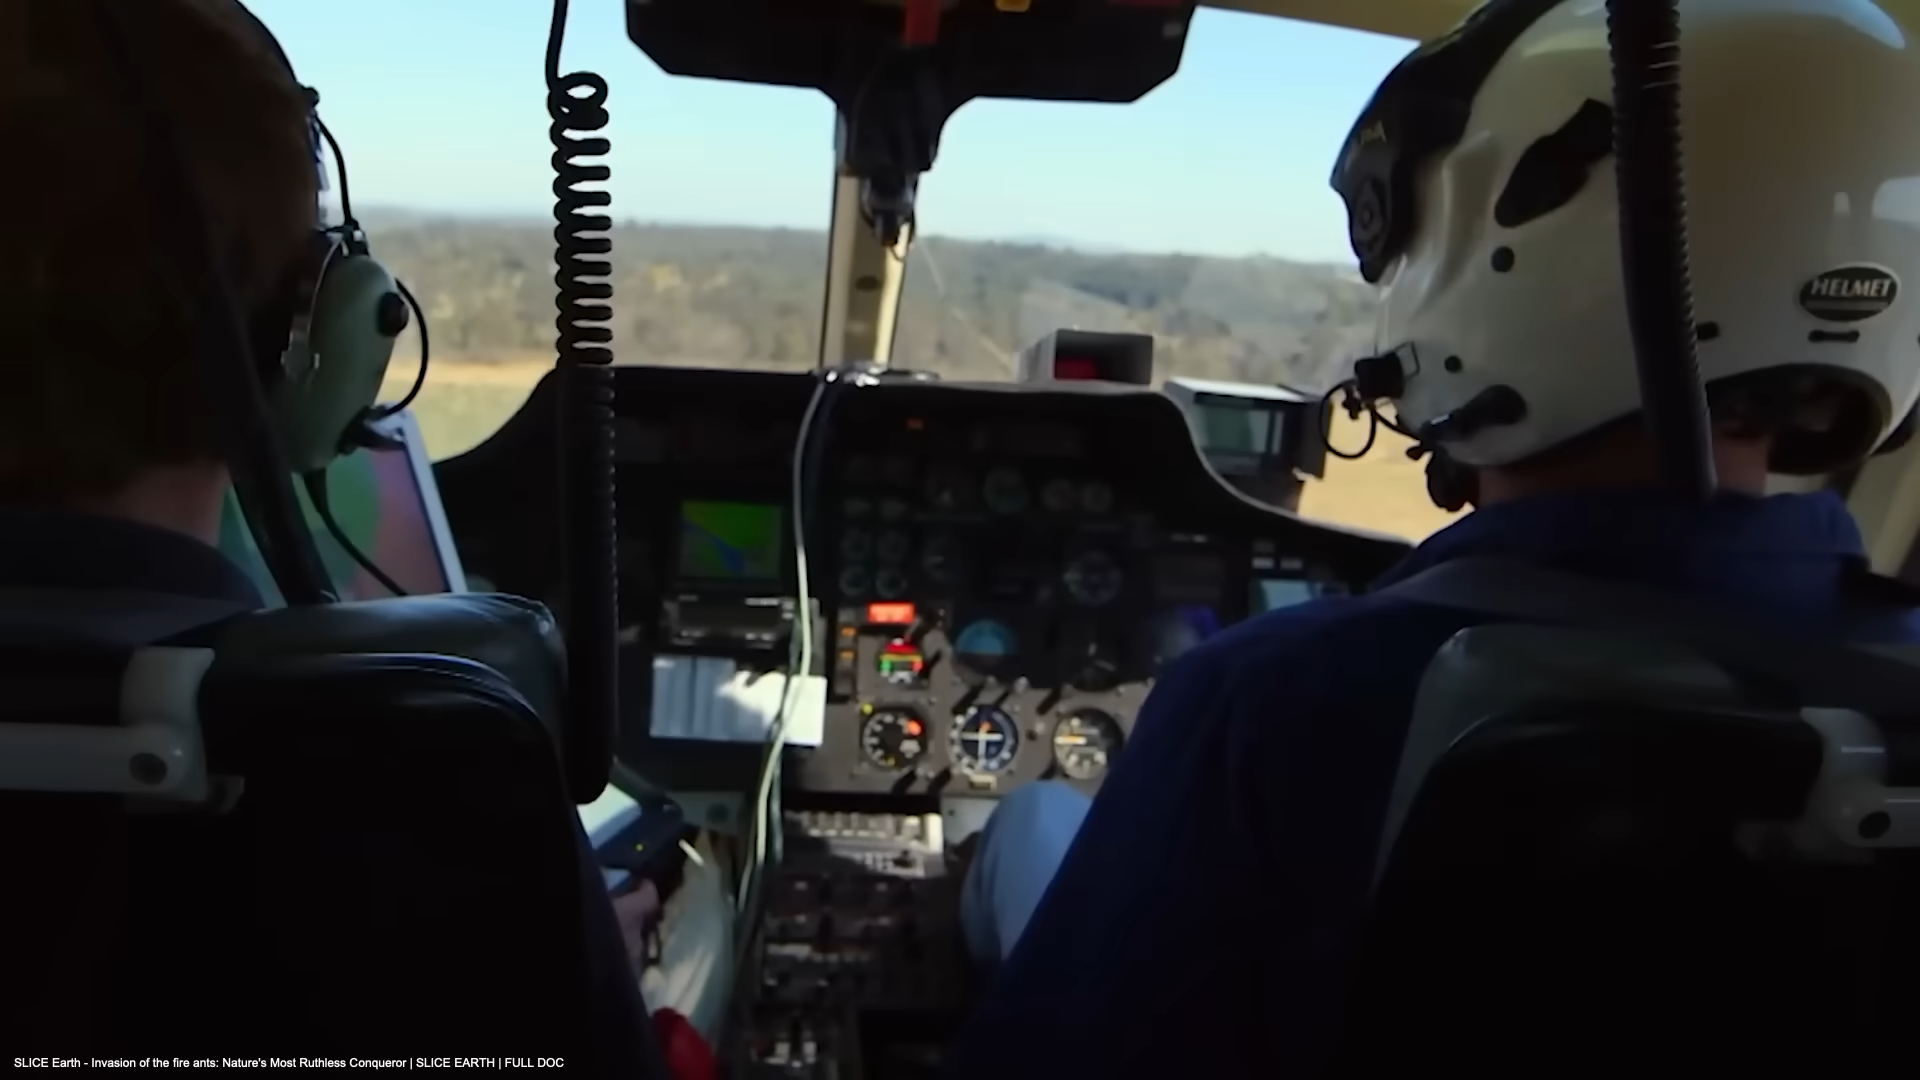 HELMET
SLICE Earth - Invasion of the fire ants: Nature's Most Ruthless Conqueror | SLICE EARTH | FULL DOC